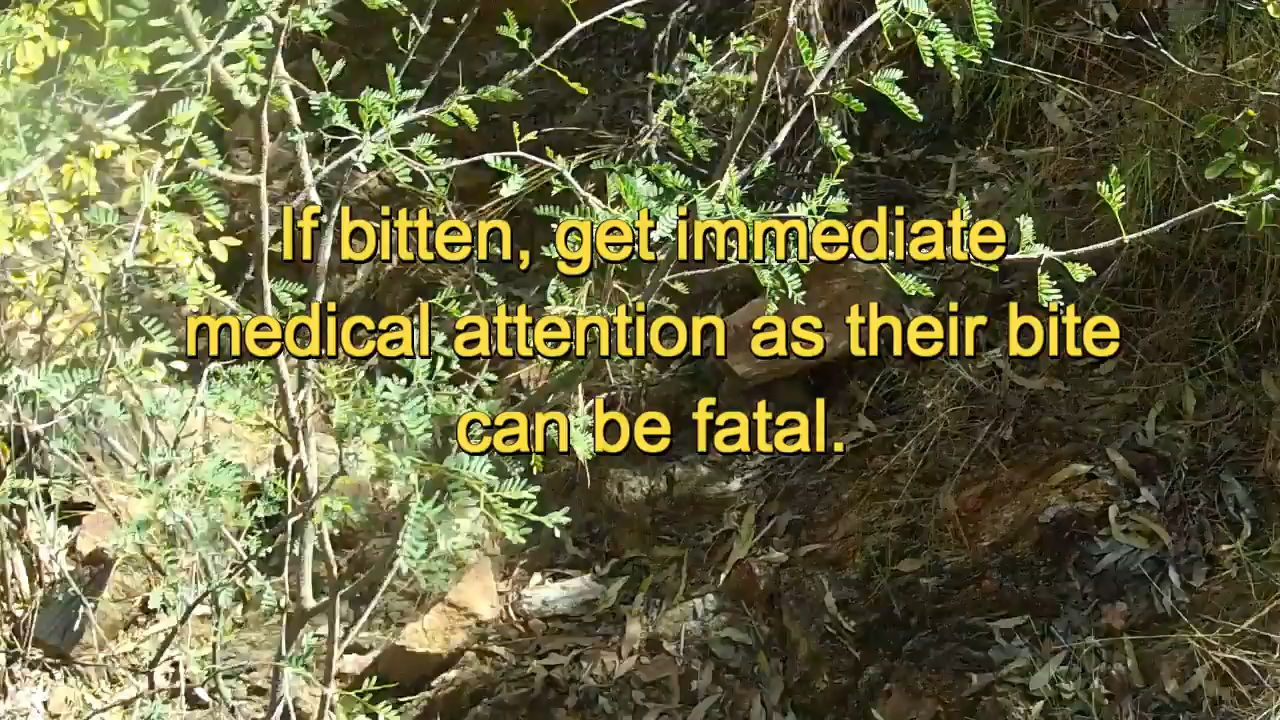 If bitten, get immediate
medical attention as their bite
can be fatal.